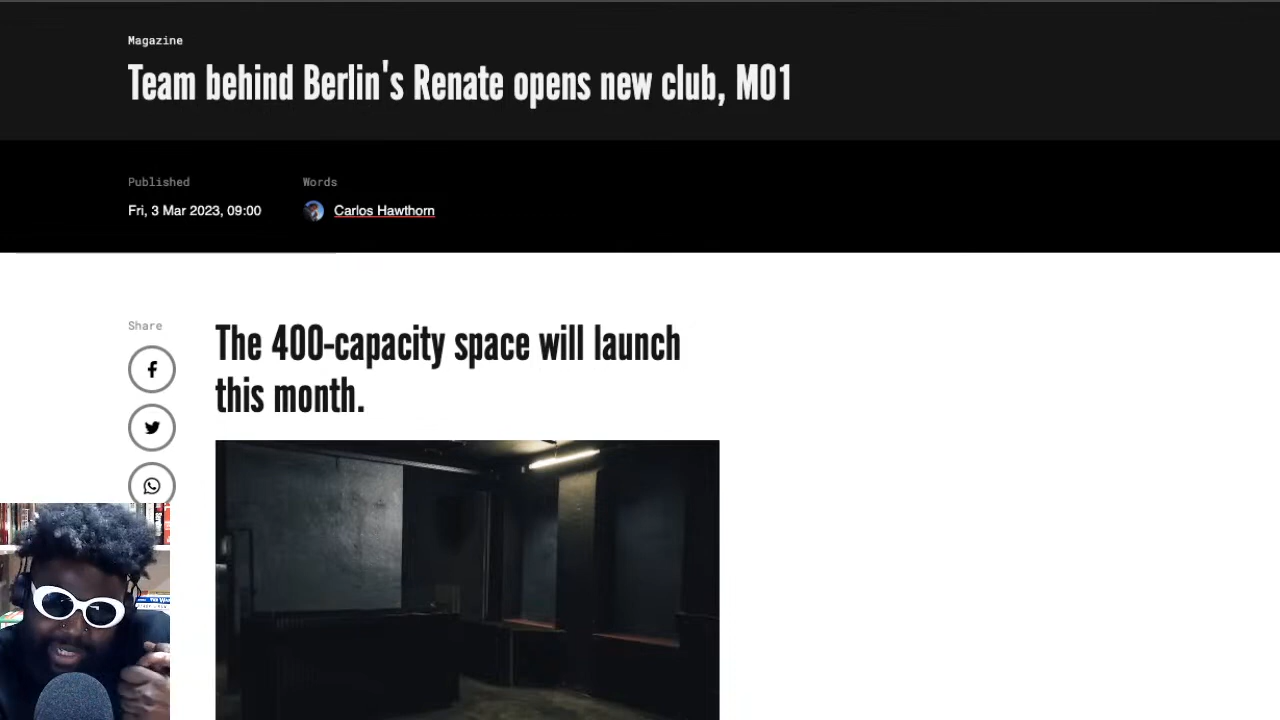 Magazine
Team behind Berlin's Renate opens new club, M01
Published
Words
Fri, 3 Mar 2023, 09:00
Carlos Hawthorn
Share
The 400-capacity space will launch
this month.